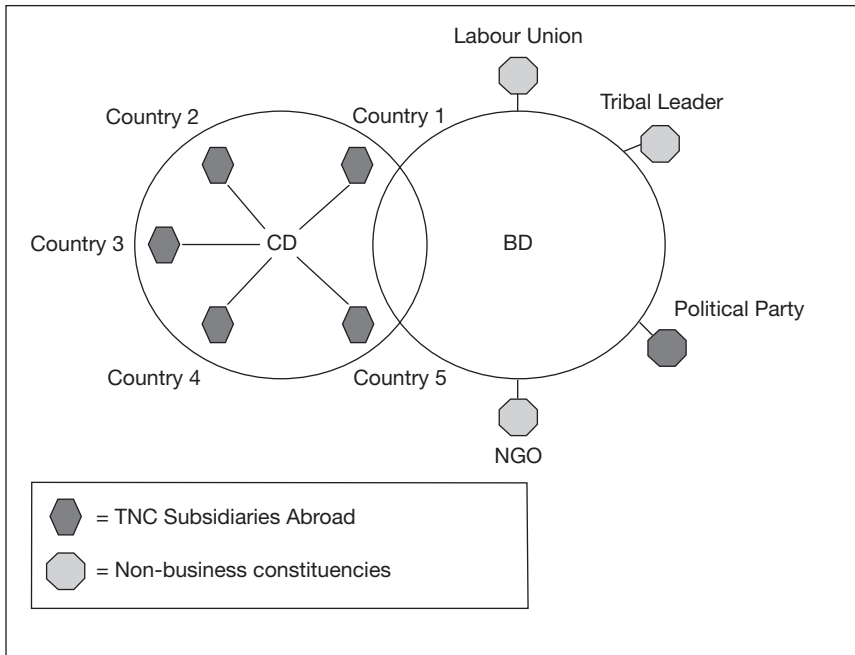 Labour Union
Tribal Leader
Country 2
Country 1
Country 3
CD
BD
Political Party
Country 4
Country 5
NGO
= TNC Subsidiaries Abroad
= Non-business constituencies